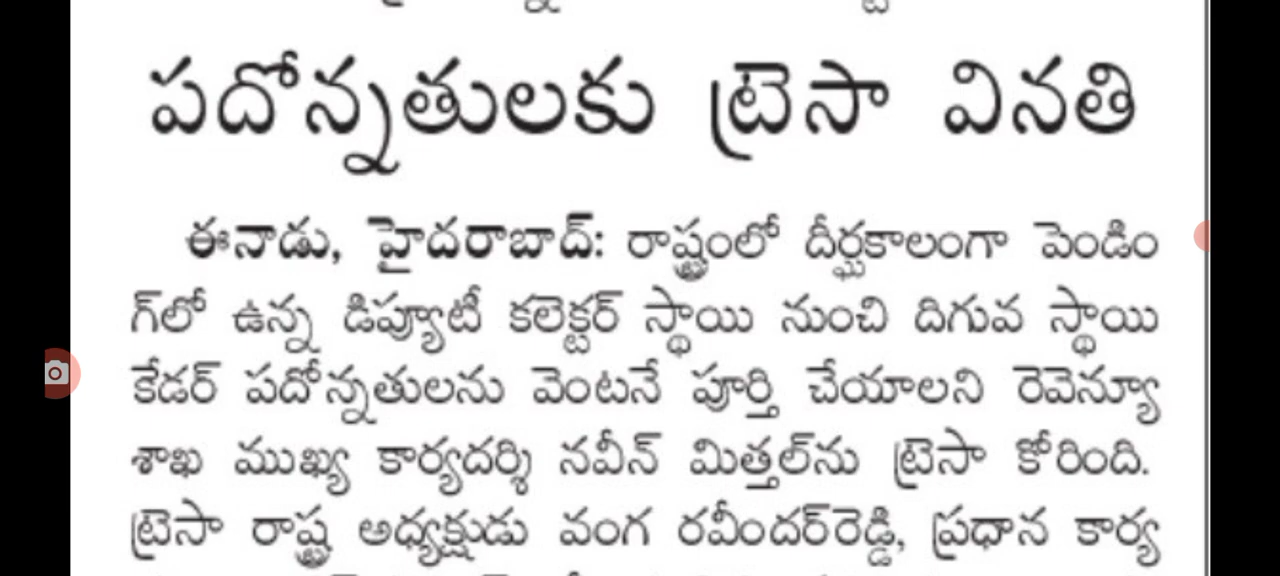 పదోన్నతులకు ట్రెసా వినతి
ఈనాడు, హైదరాబాద్: రాష్ట్రంలో దీర్ఘకాలంగా పెండిం
గ్‌లో ఉన్న డిప్యూటీ కలెక్టర్ స్థాయి నుంచి దిగువ స్థాయి
కేడర్ పదోన్నతులను వెంటనే పూర్తి చేయాలని రెవెన్యూ
శాఖ ముఖ్య కార్యదర్శి నవీన్ మిత్తల్‌ను ట్రెసా కోరింది.
ట్రెసా రాష్ట్ర అధ్యక్షుడు వంగ రవీందర్‌రెడ్డి, ప్రధాన కార్య